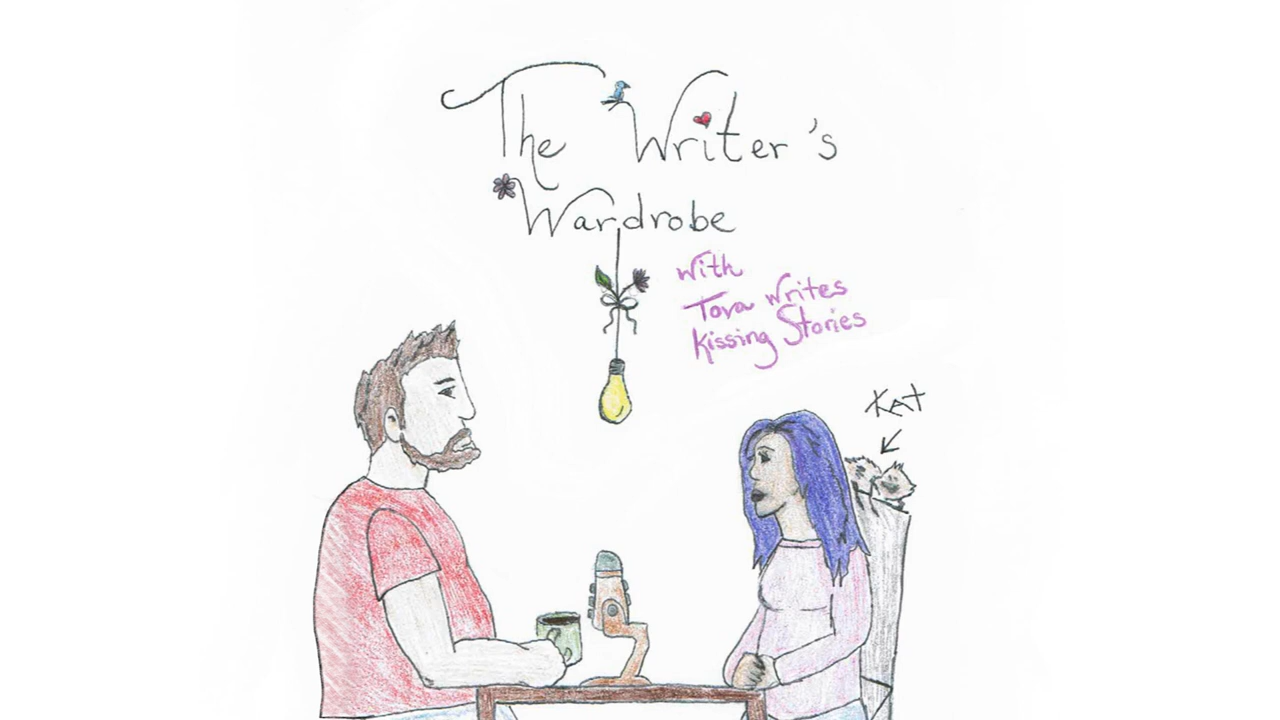 The Writer's
Wardrobe
With
Tova Writes
Kissing Stories
Kat